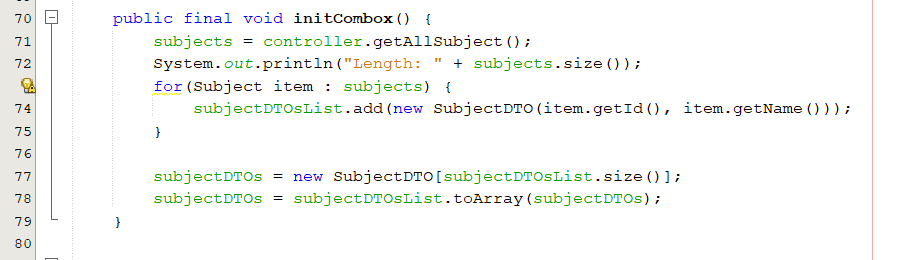 70 public final void initCombox() {
71 subjects = controller.getAllSubject();
72 System.out.println("Length: " + subjects.size());
for(Subject item : subjects) {
74 subjectDTOsList.add(new SubjectDTO(item.getId(), item.getName()));
75 }
76
77 subjectDTOs = new SubjectDTO[subjectDTOsList.size()];
78 subjectDTOs = subjectDTOsList.toArray(subjectDTOs);
79 }
80